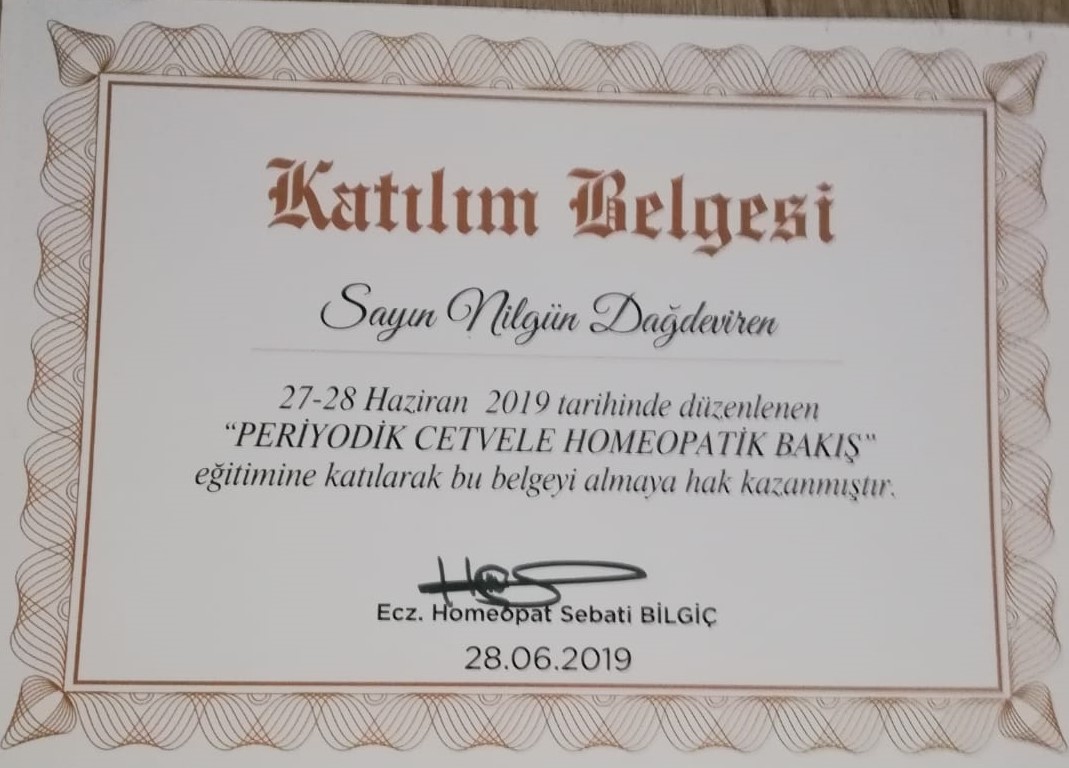 Katılım Belgesi
Sayın Nilgün Dağdeviren
27-28 Haziran 2019 tarihinde düzenlenen
“PERİYODİK CETVELE HOMEOPATİK BAKIŞ”
eğitimine katılarak bu belgeyi almaya hak kazanmıştır.
Ecz. Homeopat Sebati BİLGİÇ
28.06.2019